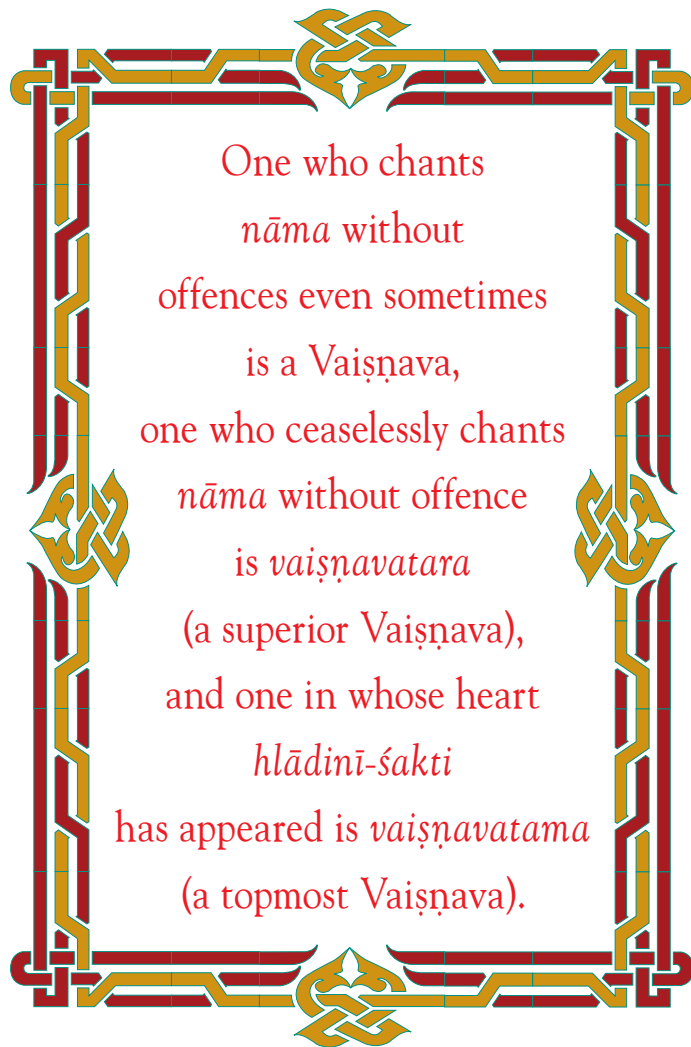 One who chants
nāma without
offences even sometimes
is a Vaiṣṇava,
one who ceaselessly chants
nāma without offence
is vaiṣṇavatara
(a superior Vaiṣṇava),
and one in whose heart
hlādinī-śakti
has appeared is vaiṣṇavatama
(a topmost Vaiṣṇava).